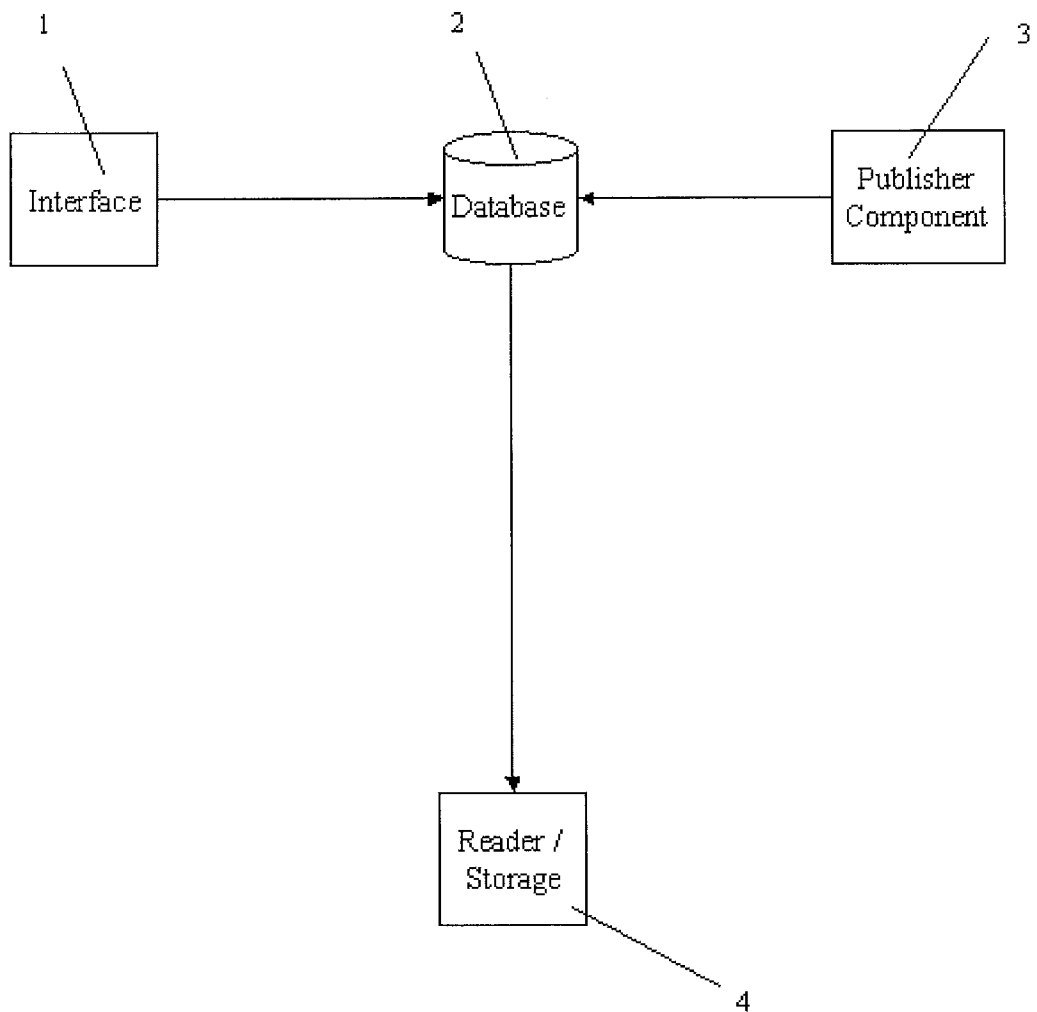 1
2
3
Interface
Database
Publisher
Component
Reader /
Storage
4